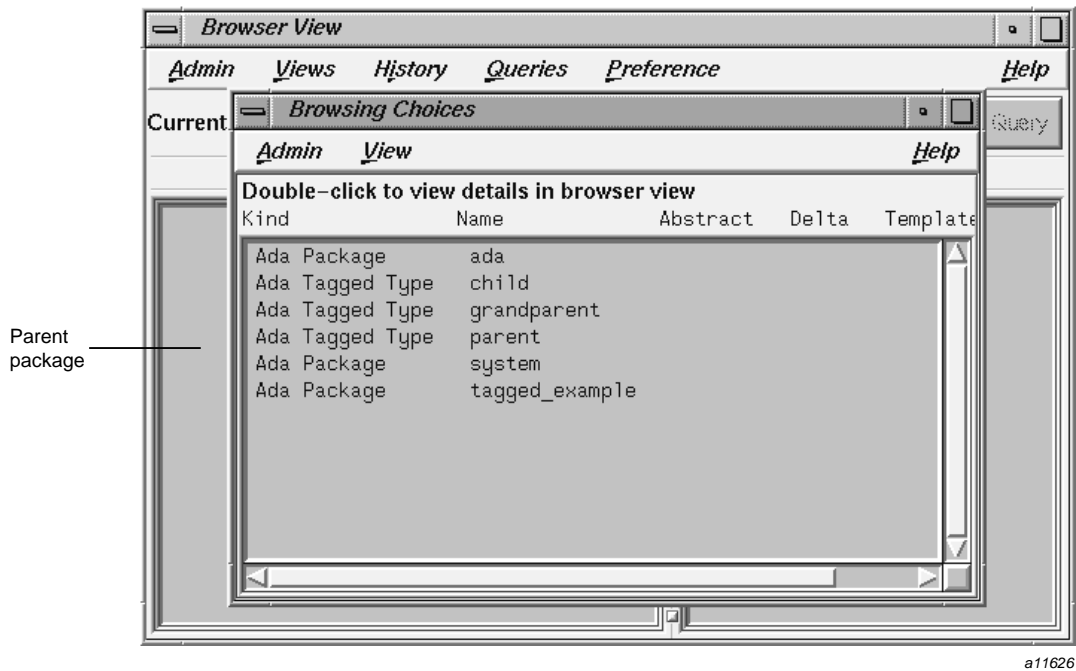 Browser View
Admin Views History Queries Preference Help
Current
Query
Browsing Choices
Admin View Help
Double-click to view details in browser view
Kind Name Abstract Delta Template
Ada Package ada
Ada Tagged Type child
Ada Tagged Type grandparent
Ada Tagged Type parent
Ada Package system
Ada Package tagged_example
Parent
package
a11626